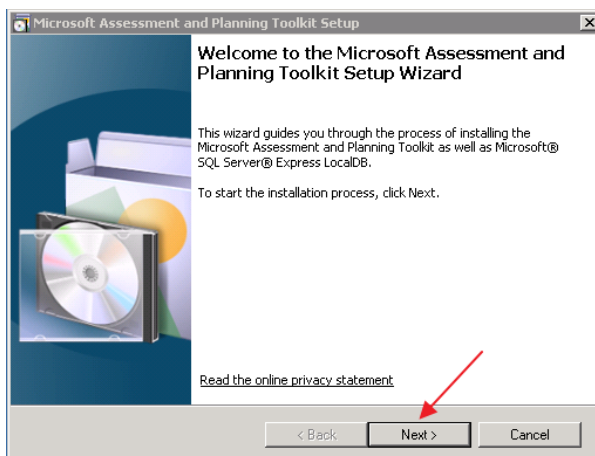 Microsoft Assessment and Planning Toolkit Setup
Welcome to the Microsoft Assessment and
Planning Toolkit Setup Wizard
This wizard guides you through the process of installing the
Microsoft Assessment and Planning Toolkit as well as Microsoft®
SQL Server® Express LocalDB.
To start the installation process, click Next.
Read the online privacy statement
< Back
Next >
Cancel